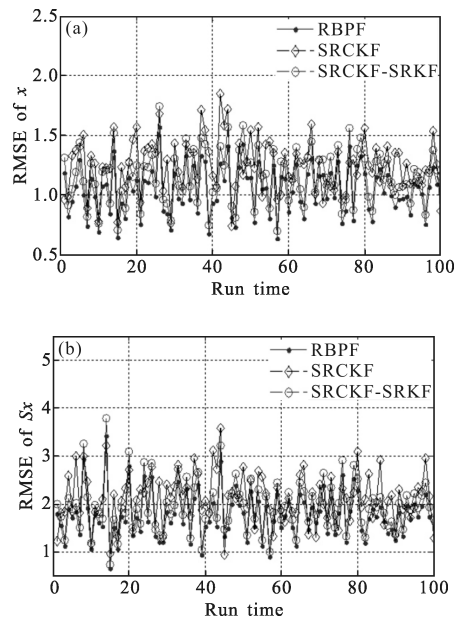 (a)
RBPF
SRCKF
SRCKF-SRKF
2.5
2.0
1.5
1.0
0.5
RMSE of x
0 20 40 60 80 100
Run time
(b)
RBPF
SRCKF
SRCKF-SRKF
5
4
3
2
1
RMSE of Sx
0 20 40 60 80 100
Run time